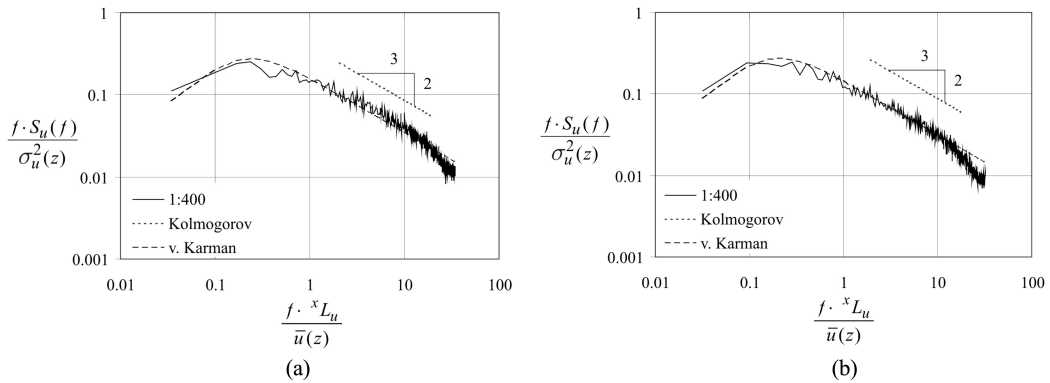 1
0.1
0.01
0.001
f · S_u(f)
σ_u^2(z)
3
2
1:400
Kolmogorov
v. Karman
0.01 0.1 1 10 100
f · ^xL_u
u̅(z)
(a)
1
0.1
0.01
0.001
f · S_u(f)
σ_u^2(z)
3
2
1:400
Kolmogorov
v. Karman
0.01 0.1 1 10 100
f · ^xL_u
u̅(z)
(b)